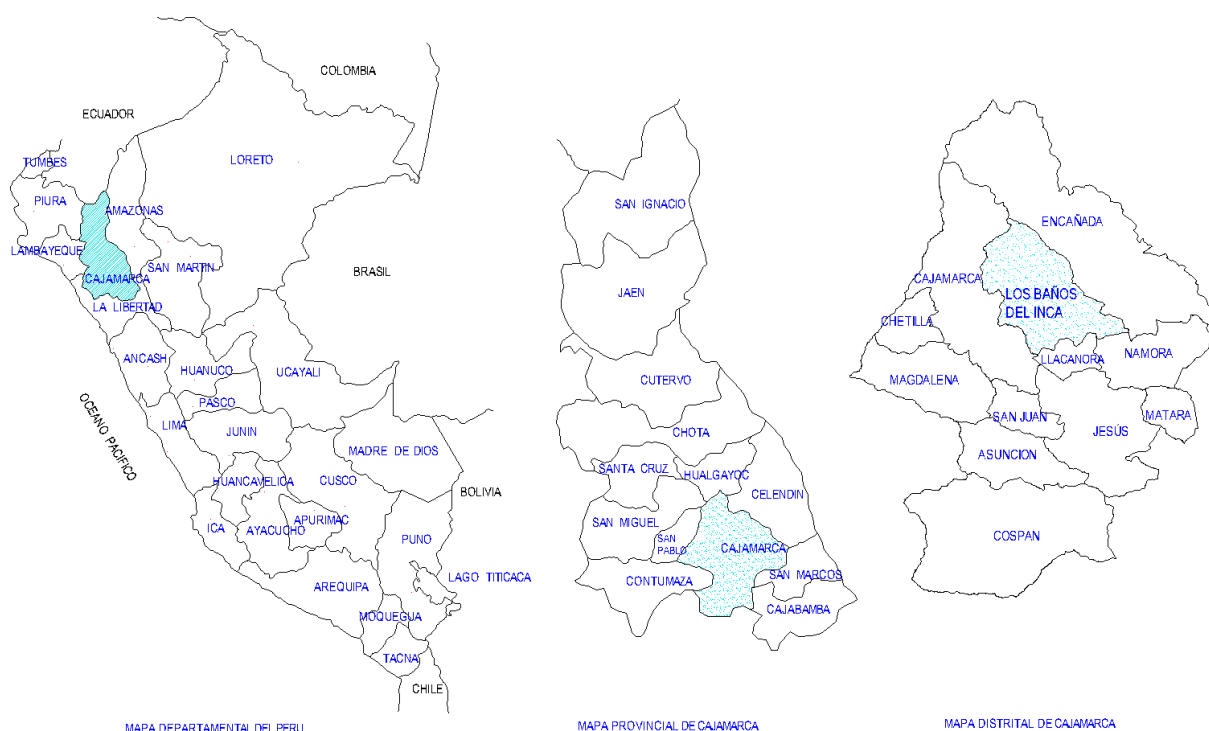 COLOMBIA
ECUADOR
TUMBES
LORETO
PIURA
AMAZONAS
LAMBAYEQUE
SAN MARTIN
BRASIL
CAJAMARCA
LA LIBERTAD
ANCASH
HUANUCO
UCAYALI
PASCO
OCEANO PACIFICO
LIMA
JUNIN
MADRE DE DIOS
HUANCAVELICA
CUSCO
BOLIVIA
ICA
AYACUCHO
APURIMAC
PUNO
LAGO TITICACA
AREQUIPA
MOQUEGUA
TACNA
CHILE
MAPA DEPARTAMENTAL DEL PERU
SAN IGNACIO
JAEN
CUTERVO
CHOTA
SANTA CRUZ
HUALGAYOC
CELENDIN
SAN MIGUEL
SAN
PABLO
CAJAMARCA
CONTUMAZA
SAN MARCOS
CAJABAMBA
MAPA PROVINCIAL DE CAJAMARCA
ENCAÑADA
CAJAMARCA
LOS BAÑOS
DEL INCA
CHETILLA
LLACANORA
NAMORA
MAGDALENA
SAN JUAN
MATARA
JESÚS
ASUNCION
COSPAN
MAPA DISTRITAL DE CAJAMARCA